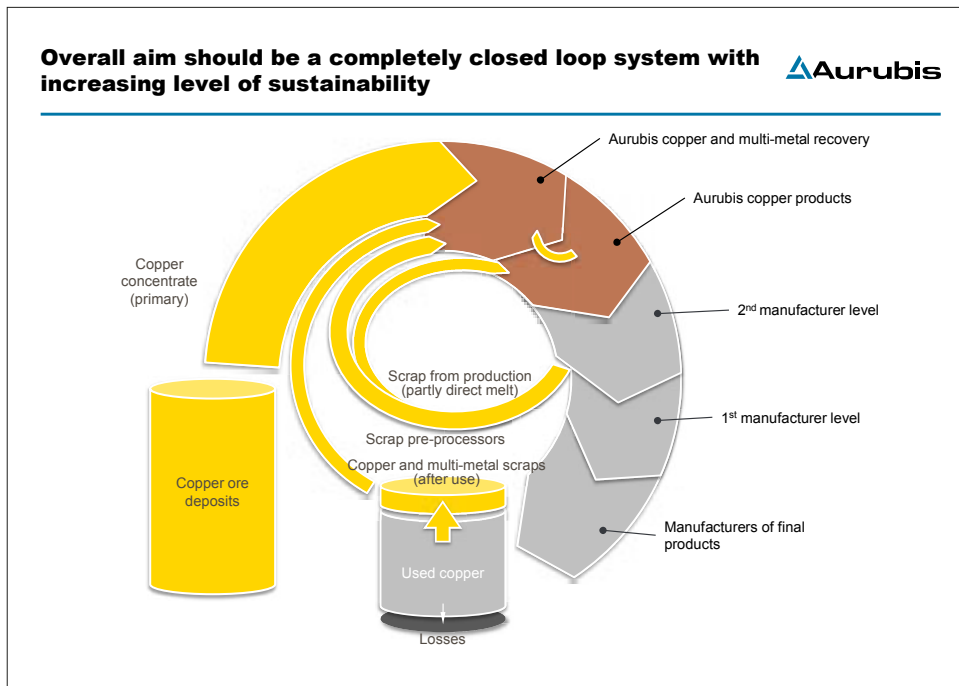 Overall aim should be a completely closed loop system with
increasing level of sustainability
Aurubis
Aurubis copper and multi-metal recovery
Aurubis copper products
Copper
concentrate
(primary)
2nd manufacturer level
Scrap from production
(partly direct melt)
1st manufacturer level
Scrap pre-processors
Copper and multi-metal scraps
(after use)
Copper ore
deposits
Manufacturers of final
products
Used copper
Losses